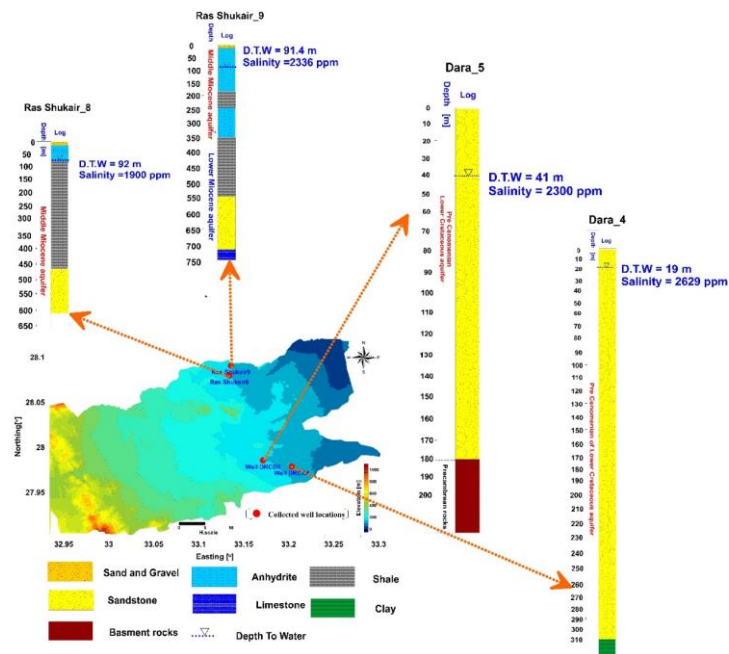 Ras Shukair_9
Depth
Log
[m]
0
50
100
150
200
250
300
350
400
450
500
550
600
650
700
750
Middle Miocene aquifer
Lower Miocene aquifer
D.T.W = 91.4 m
Salinity =2336 ppm
Ras Shukair_8
Depth
Log
[m]
0
50
100
150
200
250
300
350
400
450
500
550
600
650
Middle Miocene aquifer
D.T.W = 92 m
Salinity =1900 ppm
Dara_5
Depth
[m]
Log
0
10
20
30
40
50
60
70
80
90
100
110
120
130
140
150
160
170
180
190
200
Pre Cenomenian
Lower Cretaceous aquifer
Precambrian rocks
D.T.W = 41 m
Salinity = 2300 ppm
Dara_4
Depth
[m]
Log
0
10
20
30
40
50
60
70
80
90
100
110
120
130
140
150
160
170
180
190
200
210
220
230
240
250
260
270
280
290
300
310
Pre Cenomenian of Lower Cretaceous aquifer
D.T.W = 19 m
Salinity = 2629 ppm
28.1
28.05
28
27.95
Northing[°]
Ras Shukair8
Collected well locations
32.95
33
33.05
33.1
33.15
33.2
33.25
33.3
Easting [°]
Sand and Gravel
Anhydrite
Shale
Sandstone
Limestone
Clay
Basment rocks
Depth To Water